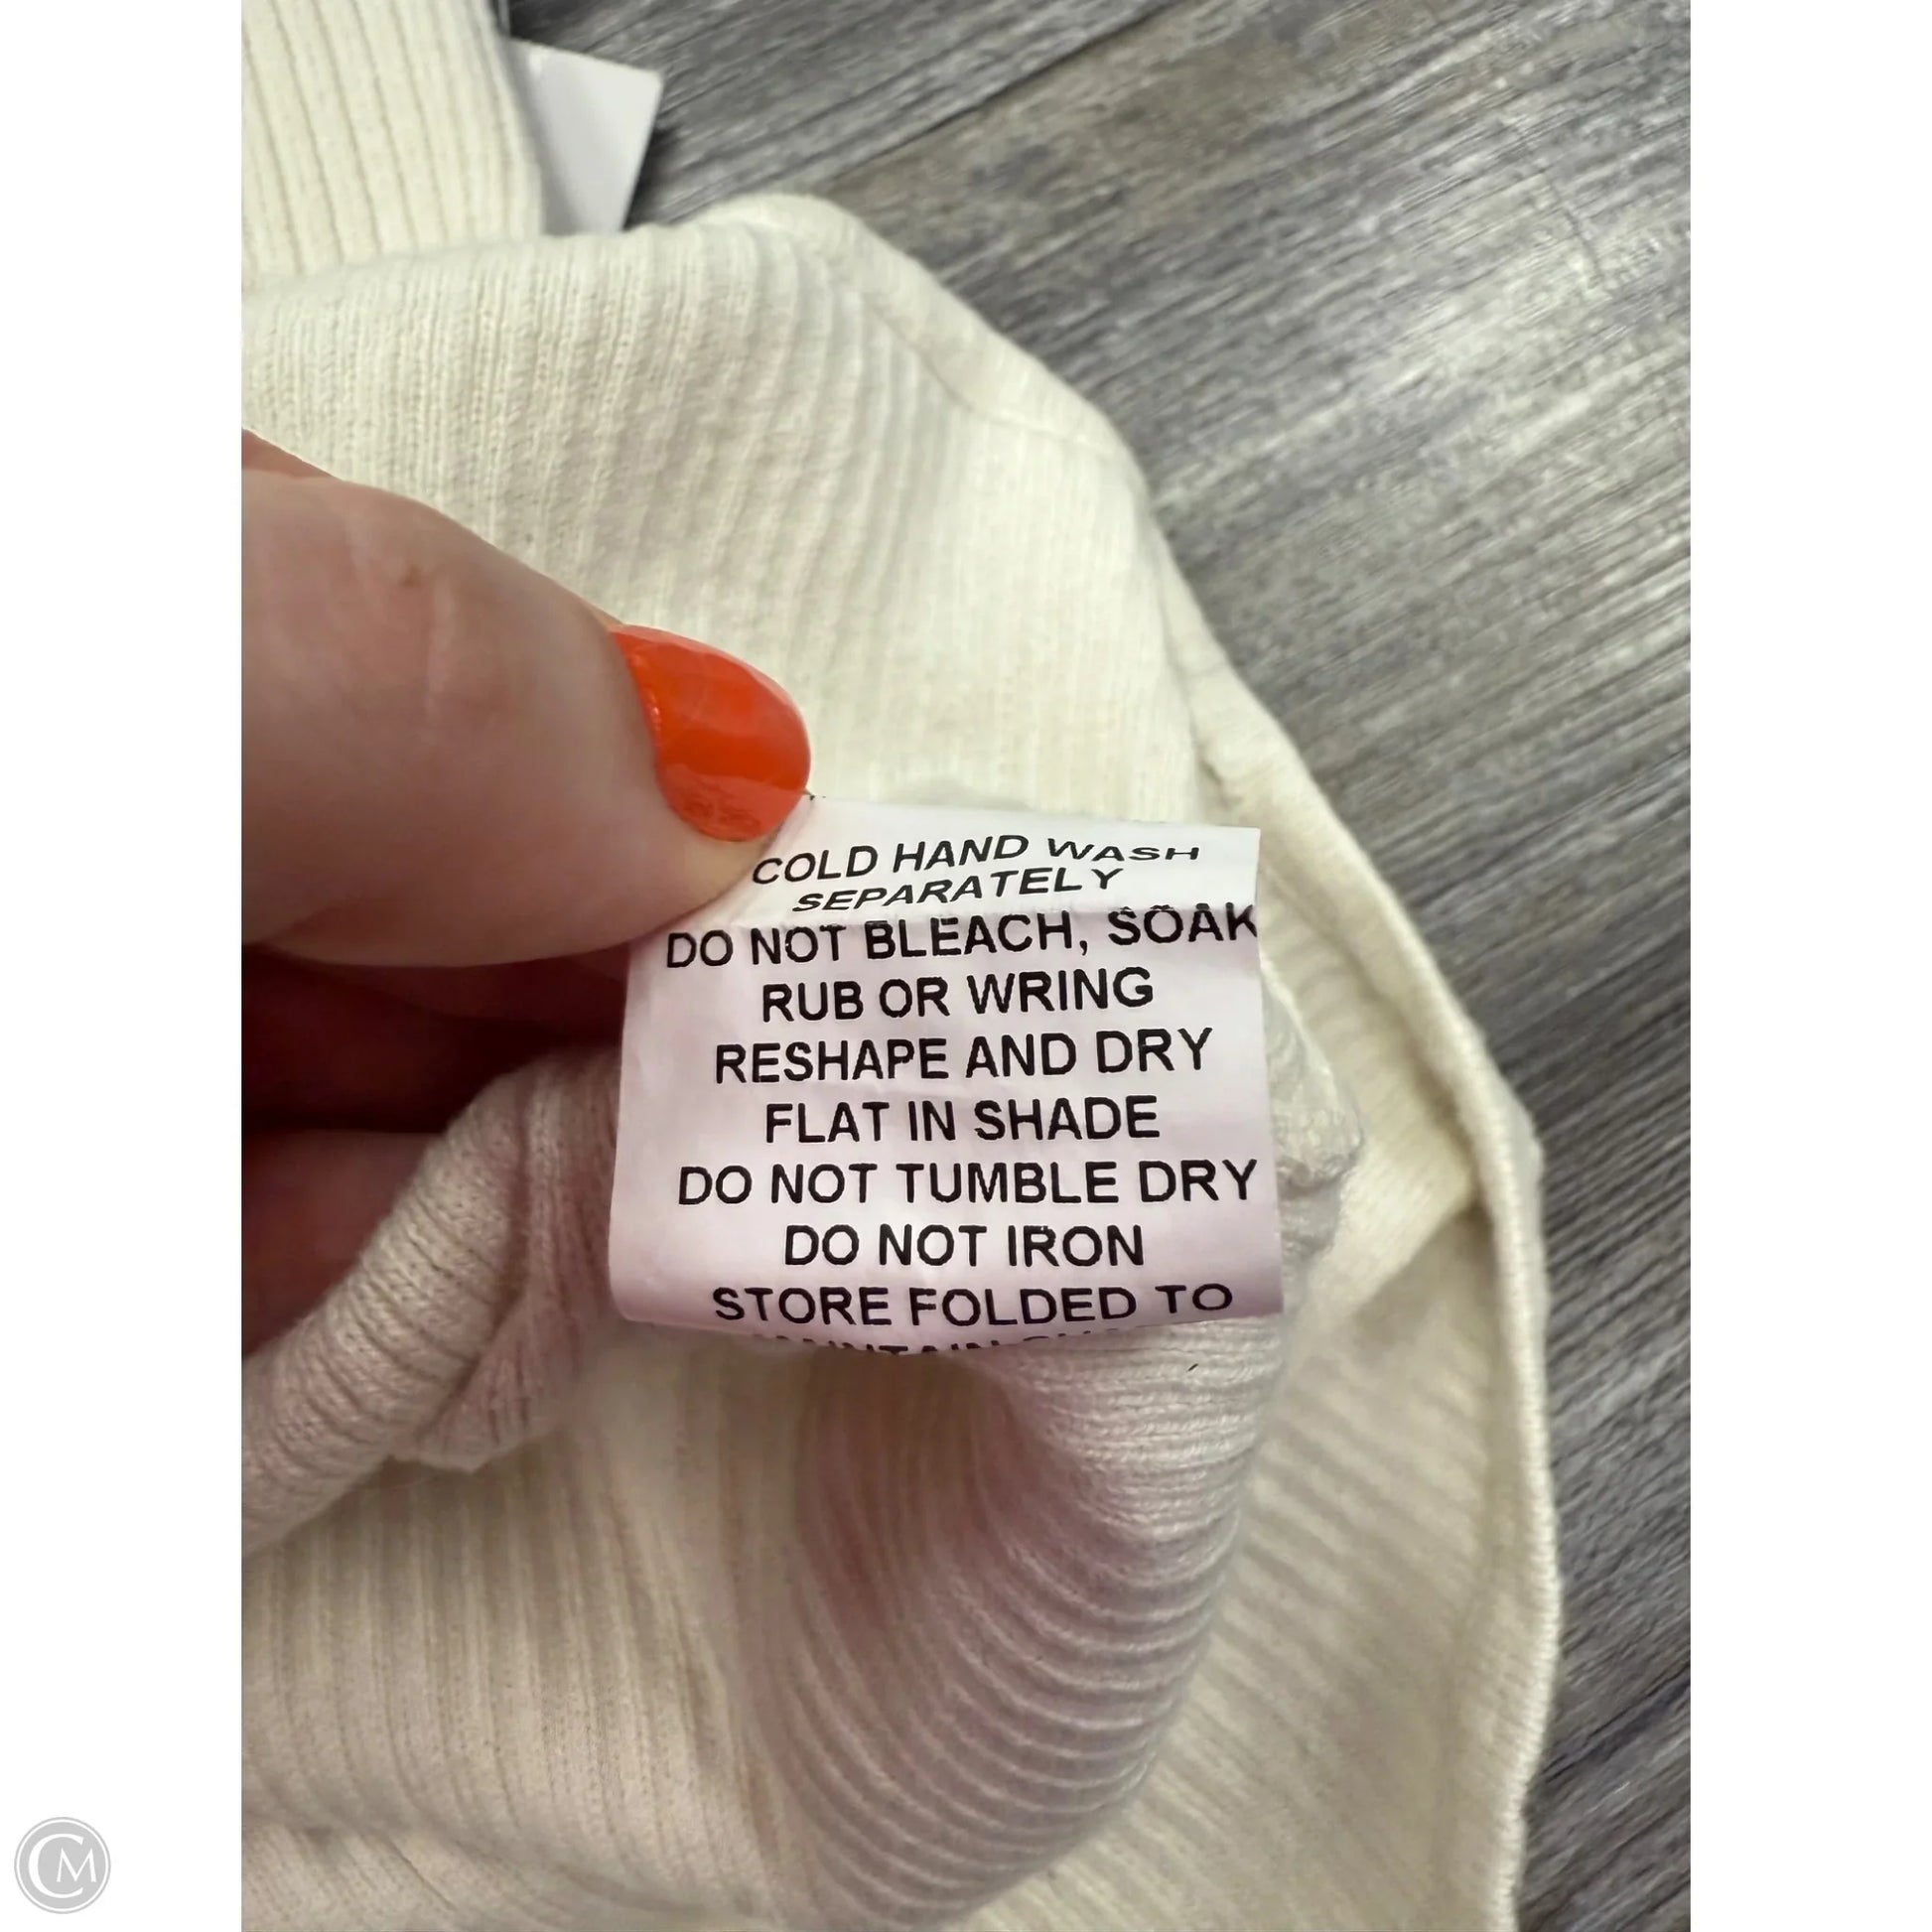 COLD HAND WASH
SEPARATELY
DO NOT BLEACH, SOAK
RUB OR WRING
RESHAPE AND DRY
FLAT IN SHADE
DO NOT TUMBLE DRY
DO NOT IRON
STORE FOLDED TO
CM